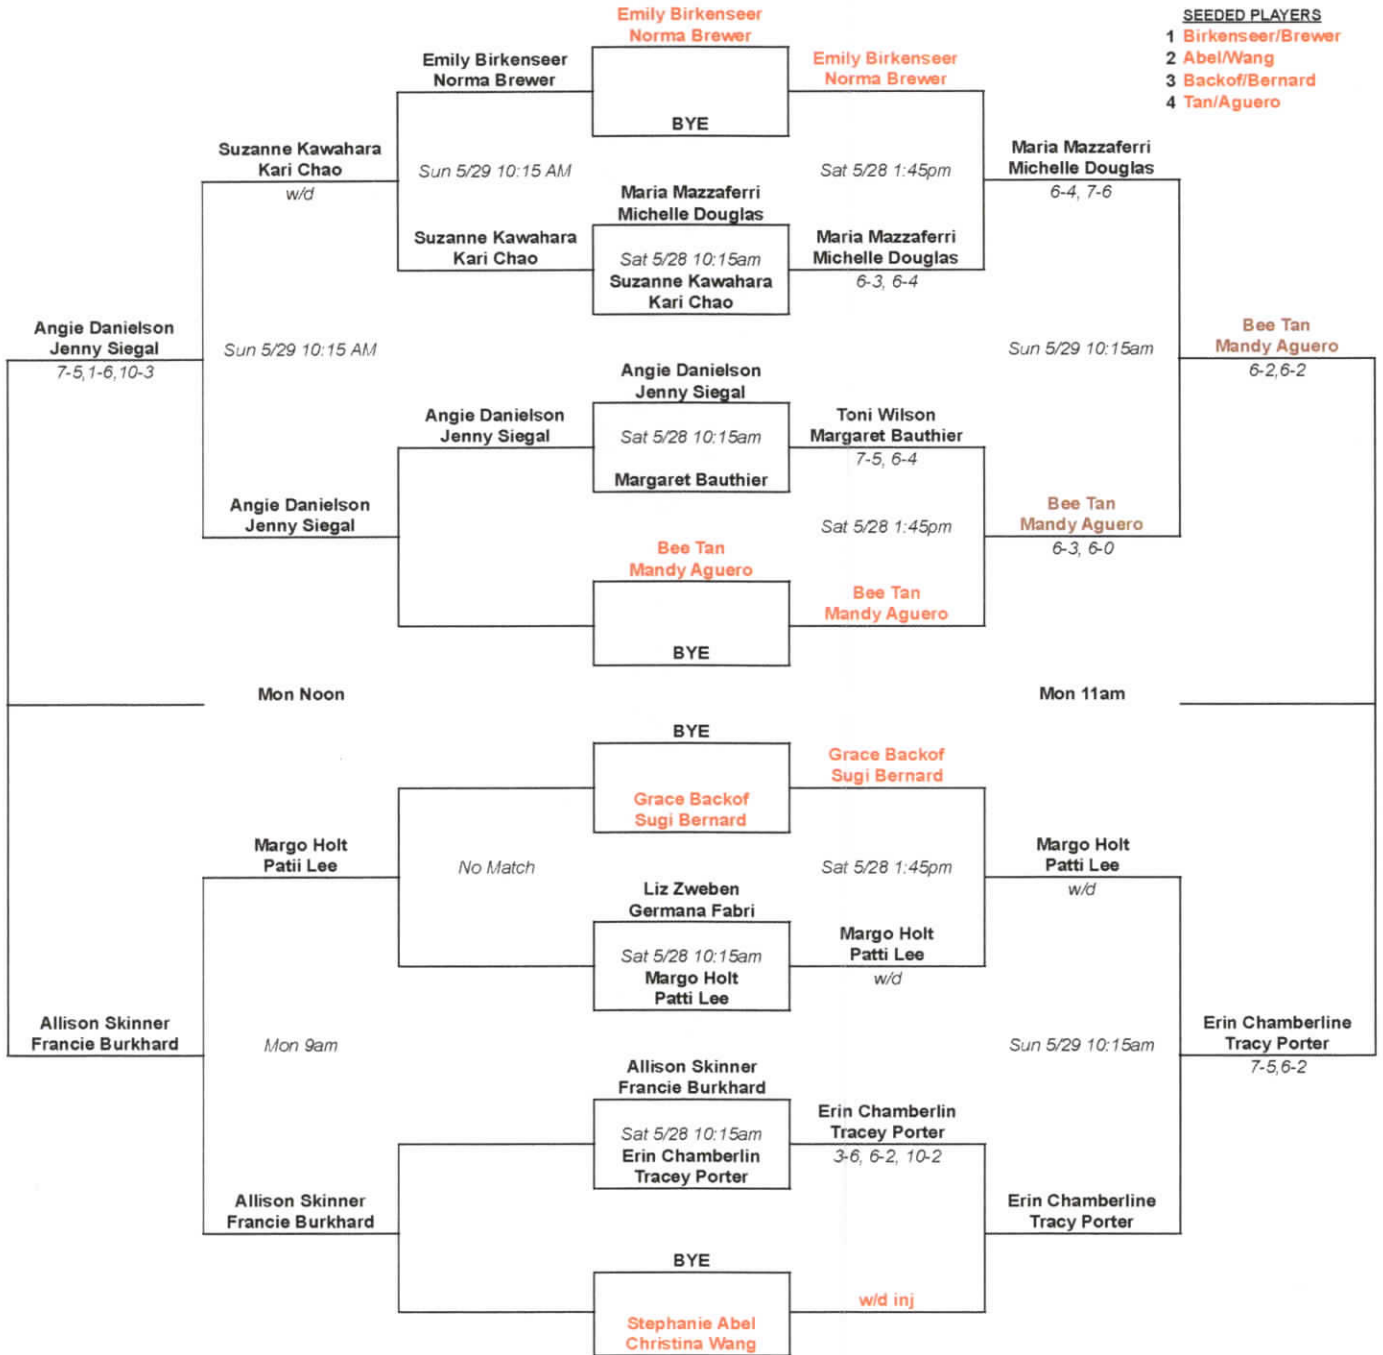 SEEDED PLAYERS
1 Birkenseer/Brewer
2 Abel/Wang
3 Backof/Bernard
4 Tan/Aguero
Emily Birkenseer
Norma Brewer
Emily Birkenseer
Norma Brewer
Emily Birkenseer
Norma Brewer
BYE
Suzanne Kawahara
Kari Chao
w/d
Sun 5/29 10:15 AM
Sat 5/28 1:45pm
Maria Mazzaferri
Michelle Douglas
6-4, 7-6
Maria Mazzaferri
Michelle Douglas
Suzanne Kawahara
Kari Chao
Sat 5/28 10:15am
Suzanne Kawahara
Kari Chao
Maria Mazzaferri
Michelle Douglas
6-3, 6-4
Angie Danielson
Jenny Siegal
7-5,1-6,10-3
Sun 5/29 10:15 AM
Sun 5/29 10:15am
Bee Tan
Mandy Aguero
6-2,6-2
Angie Danielson
Jenny Siegal
Angie Danielson
Jenny Siegal
Sat 5/28 10:15am
Margaret Bauthier
Toni Wilson
Margaret Bauthier
7-5, 6-4
Angie Danielson
Jenny Siegal
Sat 5/28 1:45pm
Bee Tan
Mandy Aguero
6-3, 6-0
Bee Tan
Mandy Aguero
Bee Tan
Mandy Aguero
BYE
Mon Noon
Mon 11am
BYE
Grace Backof
Sugi Bernard
Grace Backof
Sugi Bernard
Margo Holt
Patii Lee
No Match
Sat 5/28 1:45pm
Margo Holt
Patti Lee
w/d
Liz Zweben
Germana Fabri
Sat 5/28 10:15am
Margo Holt
Patti Lee
Margo Holt
Patti Lee
w/d
Allison Skinner
Francie Burkhard
Mon 9am
Sun 5/29 10:15am
Erin Chamberline
Tracy Porter
7-5,6-2
Allison Skinner
Francie Burkhard
Sat 5/28 10:15am
Erin Chamberlin
Tracey Porter
Erin Chamberlin
Tracey Porter
3-6, 6-2, 10-2
Allison Skinner
Francie Burkhard
Erin Chamberline
Tracy Porter
BYE
Stephanie Abel
Christina Wang
w/d inj